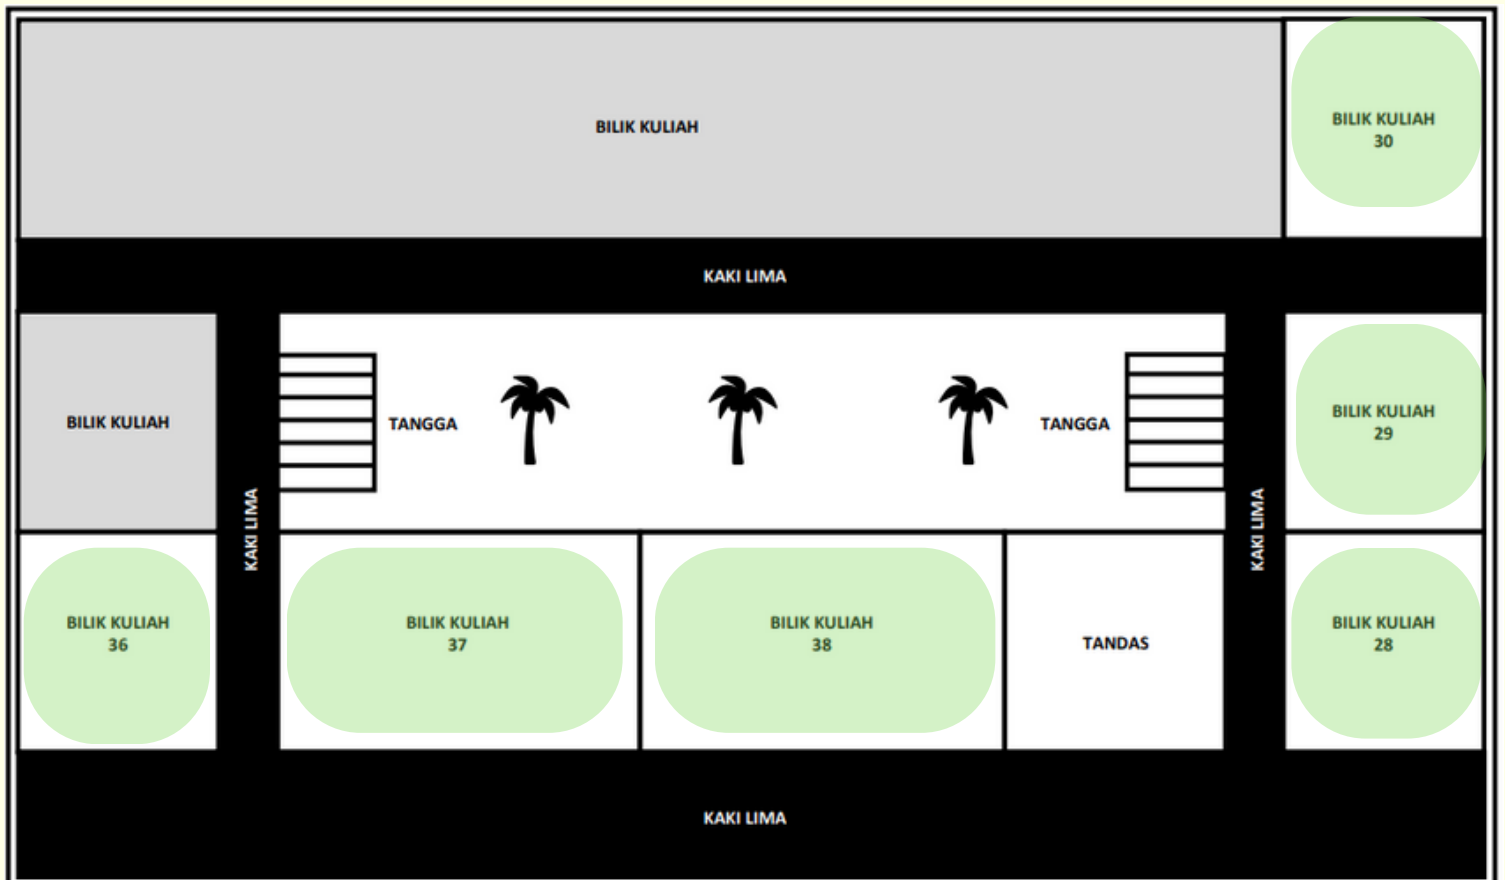 BILIK KULIAH
BILIK KULIAH
30
KAKI LIMA
BILIK KULIAH
TANGGA
TANGGA
BILIK KULIAH
29
KAKI LIMA
KAKI LIMA
BILIK KULIAH
36
BILIK KULIAH
37
BILIK KULIAH
38
TANDAS
BILIK KULIAH
28
KAKI LIMA